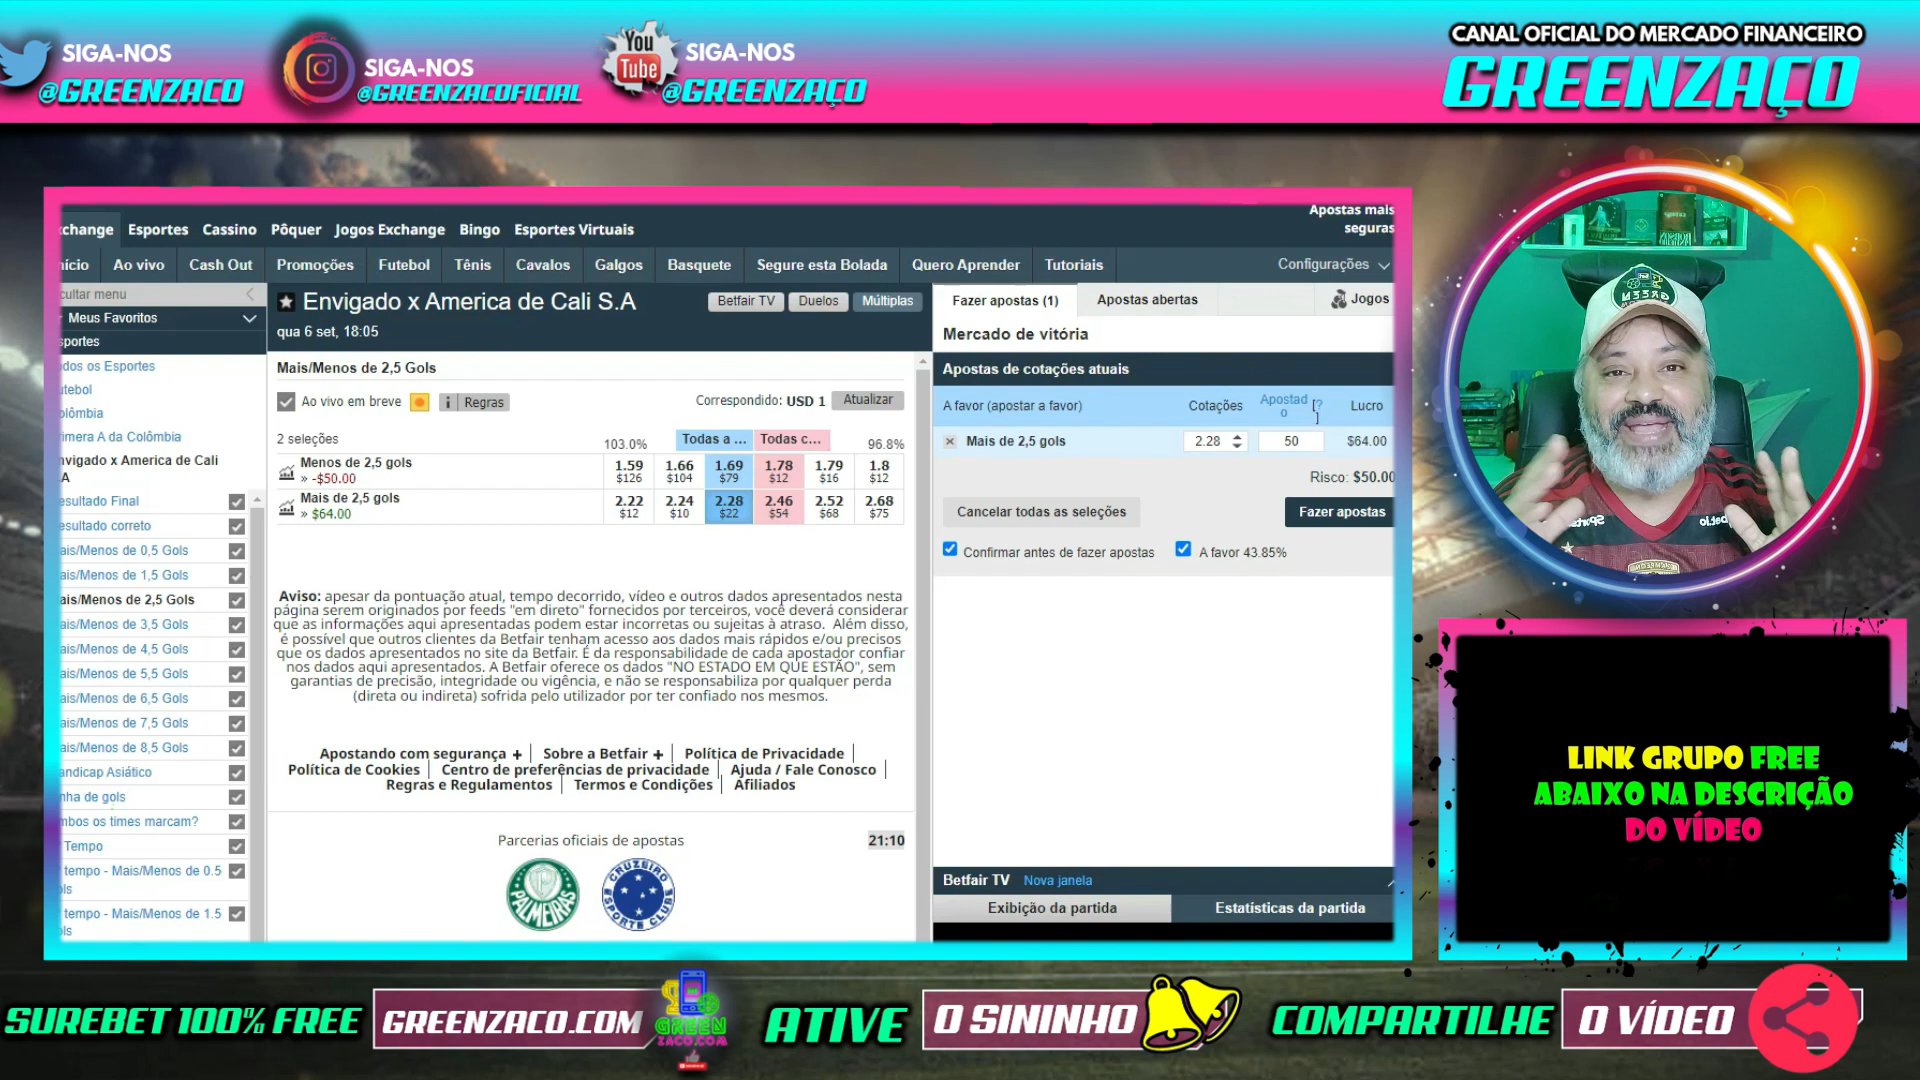 SIGA-NOS
@GREENZACO
SIGA-NOS
@GREENZACOFICIAL
You
Tube
SIGA-NOS
@GREENZAÇO
CANAL OFICIAL DO MERCADO FINANCEIRO
GREENZAÇO
xchange Esportes Cassino Pôquer Jogos Exchange Bingo Esportes Virtuais
Apostas mais
seguras
nício Ao vivo Cash Out Promoções Futebol Tênis Cavalos Galgos Basquete Segure esta Bolada Quero Aprender Tutoriais Configurações
cultar menu
Meus Favoritos
sportes
dos os Esportes
utebol
olômbia
rimera A da Colômbia
nvigado x America de Cali
.A
esultado Final
esultado correto
ais/Menos de 0,5 Gols
ais/Menos de 1,5 Gols
ais/Menos de 2,5 Gols
ais/Menos de 3,5 Gols
ais/Menos de 4,5 Gols
ais/Menos de 5,5 Gols
ais/Menos de 6,5 Gols
ais/Menos de 7,5 Gols
ais/Menos de 8,5 Gols
andicap Asiático
nha de gols
mbos os times marcam?
Tempo
tempo - Mais/Menos de 0.5
ols
tempo - Mais/Menos de 1.5
ols
Envigado x America de Cali S.A
Betfair TV Duelos Múltiplas
qua 6 set, 18:05
Mais/Menos de 2,5 Gols
Ao vivo em breve i Regras Correspondido: USD 1 Atualizar
2 seleções 103.0% Todas a ... Todas c... 96.8%
Menos de 2,5 gols 1.59 1.66 1.69 1.78 1.79 1.8
» -$50.00 $126 $104 $79 $12 $16 $12
Mais de 2,5 gols 2.22 2.24 2.28 2.46 2.52 2.68
» $64.00 $12 $10 $22 $54 $68 $75
Aviso: apesar da pontuação atual, tempo decorrido, vídeo e outros dados apresentados nesta
página serem originados por feeds "em direto" fornecidos por terceiros, você deverá considerar
que as informações aqui apresentadas podem estar incorretas ou sujeitas à atraso. Além disso,
é possível que outros clientes da Betfair tenham acesso aos dados mais rápidos e/ou precisos
que os dados apresentados no site da Betfair. É da responsabilidade de cada apostador confiar
nos dados aqui apresentados. A Betfair oferece os dados "NO ESTADO EM QUE ESTÃO", sem
garantias de precisão, integridade ou vigência, e não se responsabiliza por qualquer perda
(direta ou indireta) sofrida pelo utilizador por ter confiado nos mesmos.
Apostando com segurança + Sobre a Betfair + Política de Privacidade
Política de Cookies Centro de preferências de privacidade Ajuda / Fale Conosco
Regras e Regulamentos Termos e Condições Afiliados
Parcerias oficiais de apostas 21:10
PALMEIRAS
CRUZEIRO
ESPORTE CLUBE
Fazer apostas (1) Apostas abertas Jogos
Mercado de vitória
Apostas de cotações atuais
A favor (apostar a favor) Cotações Apostad
o
[?
]
Lucro
Mais de 2,5 gols 2.28 50 $64.00
Risco: $50.00
Cancelar todas as seleções Fazer apostas
Confirmar antes de fazer apostas A favor 43.85%
Betfair TV Nova janela
Exibição da partida Estatísticas da partida
LINK GRUPO FREE
ABAIXO NA DESCRIÇÃO
DO VÍDEO
SUREBET 100% FREE
GREENZACO.COM
GREEN
ZACO.COM
ATIVE
O SININHO
COMPARTILHE
O VÍDEO